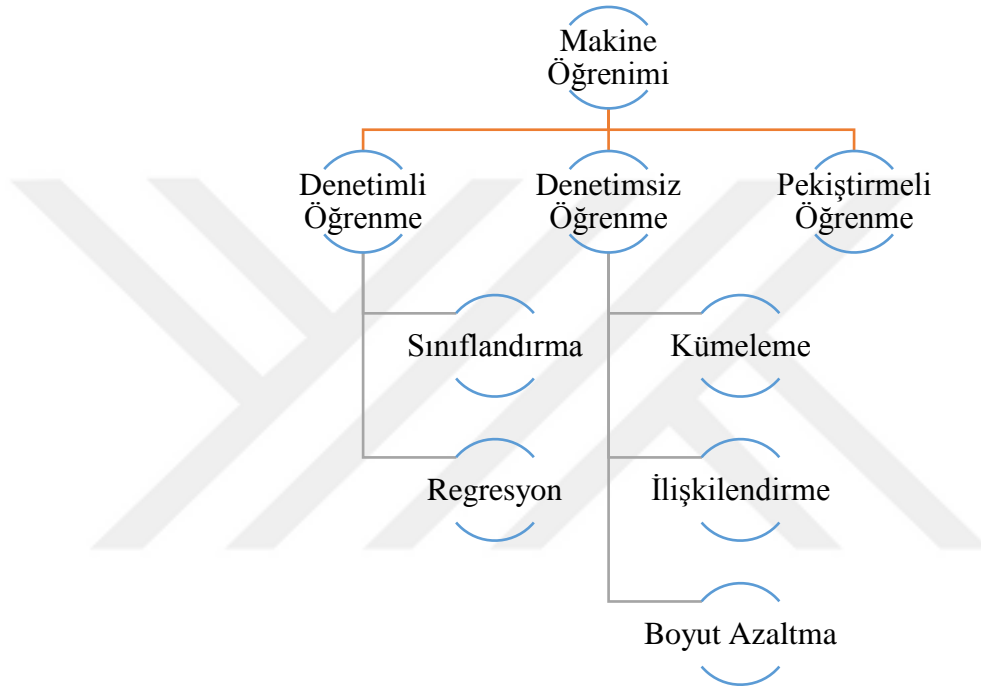 Makine
Öğrenimi
Denetimli
Öğrenme
Denetimsiz
Öğrenme
Pekiştirmeli
Öğrenme
Sınıflandırma
Kümeleme
Regresyon
İlişkilendirme
Boyut Azaltma